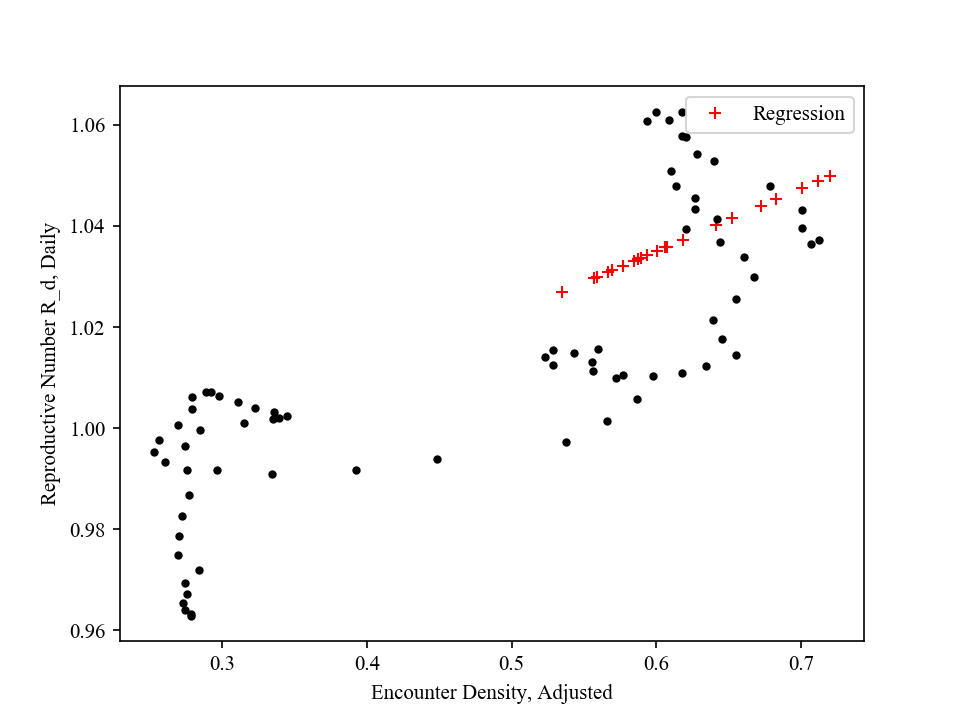 Regression
1.06
1.04
1.02
1.00
0.98
0.96
Reproductive Number R_d, Daily
0.3 0.4 0.5 0.6 0.7
Encounter Density, Adjusted